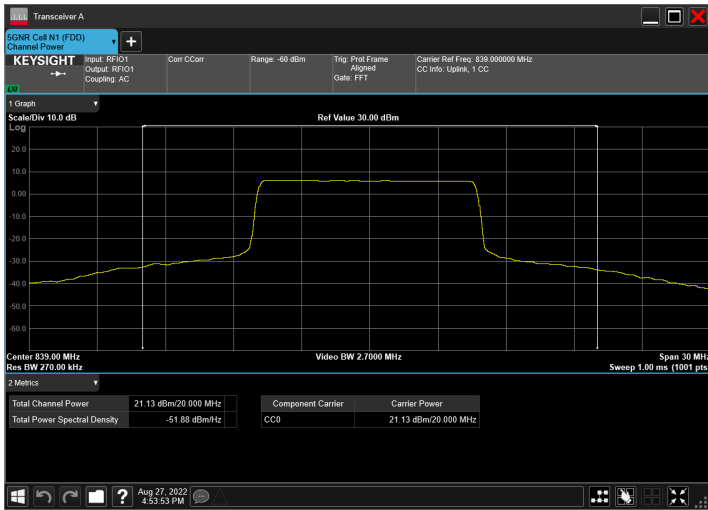 Transceiver A
5GNR Cell N1 (FDD)
Channel Power
+
KEYSIGHT
LXI
Input: RFIO1
Output: RFIO1
Coupling: AC
Corr CCorr
Range: -60 dBm
Trig: Prot Frame
Aligned
Gate: FFT
Carrier Ref Freq: 839.000000 MHz
CC Info: Uplink, 1 CC
1 Graph
Scale/Div 10.0 dB
Ref Value 30.00 dBm
Log
20.0
10.0
0.00
-10.0
-20.0
-30.0
-40.0
-50.0
-60.0
Center 839.00 MHz
Video BW 2.7000 MHz
Span 30 MHz
Res BW 270.00 kHz
Sweep 1.00 ms (1001 pts
2 Metrics
Total Channel Power 21.13 dBm/20.000 MHz
Total Power Spectral Density -51.88 dBm/Hz
Component Carrier Carrier Power
CC0 21.13 dBm/20.000 MHz
?
Aug 27, 2022
4:53:53 PM